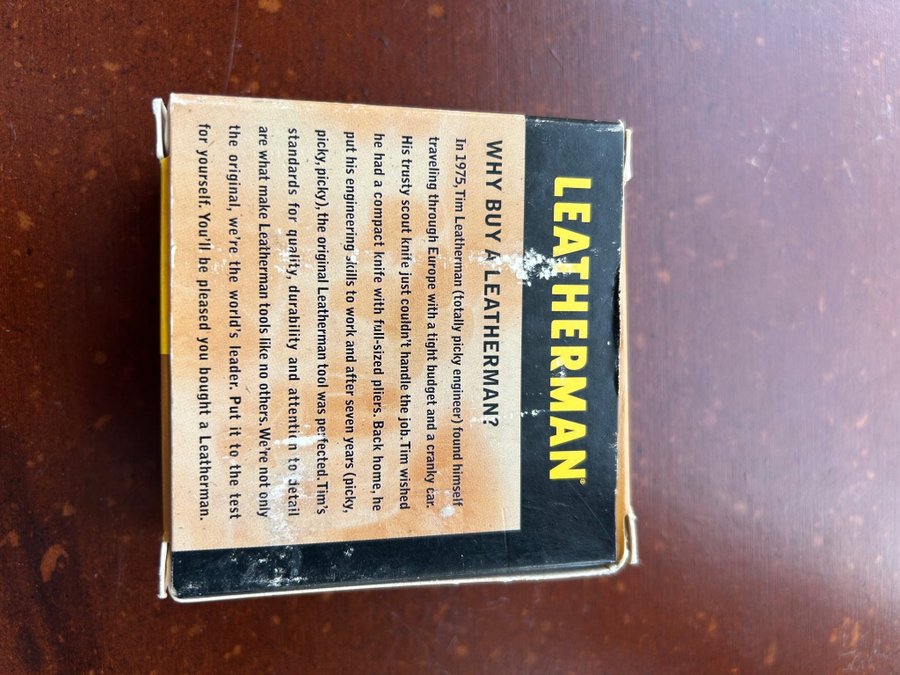 LEATHERMAN®
WHY BUY A LEATHERMAN?
In 1975, Tim Leatherman (totally picky engineer) found himself
traveling through Europe with a tight budget and a cranky car.
His trusty scout knife just couldn't handle the job. Tim wished
he had a compact knife with full-sized pliers. Back home, he
put his engineering skills to work and after seven years (picky,
picky, picky), the original Leatherman tool was perfected. Tim's
standards for quality, durability and attention to detail
are what make Leatherman tools like no others. We're not only
the original, we're the world's leader. Put it to the test
for yourself. You'll be pleased you bought a Leatherman.